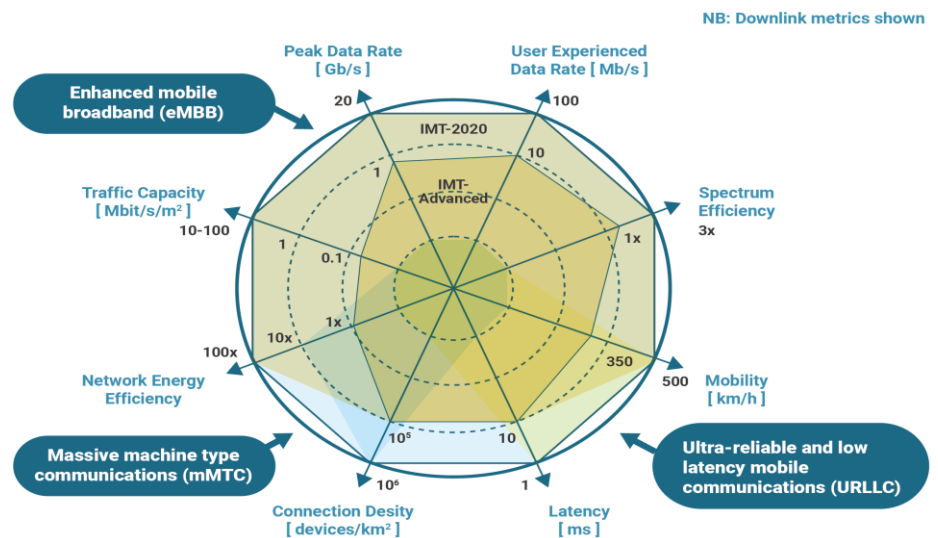 NB: Downlink metrics shown
Peak Data Rate
[ Gb/s ]
User Experienced
Data Rate [ Mb/s ]
Enhanced mobile
broadband (eMBB)
20
100
IMT-2020
10
1
IMT-
Advanced
Traffic Capacity
[ Mbit/s/m² ]
10-100
1
0.1
Spectrum
Efficiency
3x
1x
1x
10x
100x
Network Energy
Efficiency
350
500
Mobility
[ km/h ]
Massive machine type
communications (mMTC)
10⁵
10⁶
10
1
Ultra-reliable and low
latency mobile
communications (URLLC)
Connection Desity
[ devices/km² ]
Latency
[ ms ]